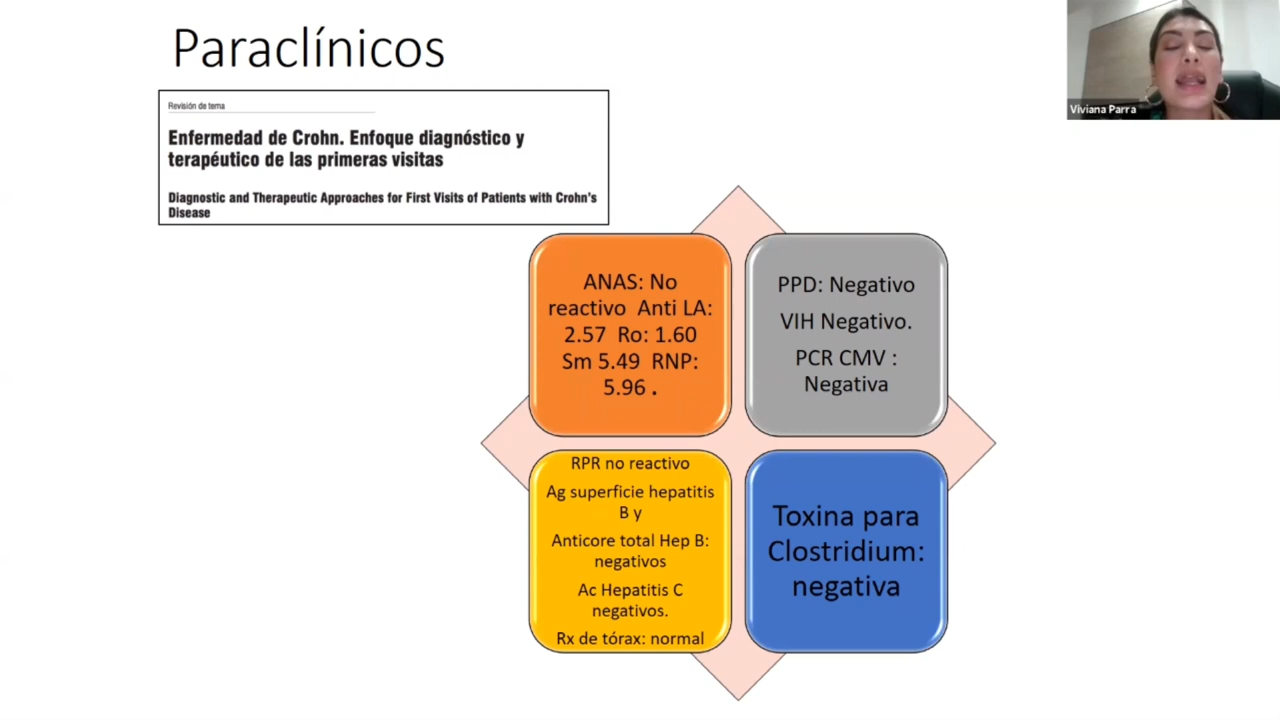 Paraclínicos
Viviana Parra
Revisión de tema
Enfermedad de Crohn. Enfoque diagnóstico y
terapéutico de las primeras visitas
Diagnostic and Therapeutic Approaches for First Visits of Patients with Crohn's
Disease
ANAS: No
reactivo Anti LA:
2.57 Ro: 1.60
Sm 5.49 RNP:
5.96 .
PPD: Negativo
VIH Negativo.
PCR CMV :
Negativa
RPR no reactivo
Ag superficie hepatitis
B y
Anticore total Hep B:
negativos
Ac Hepatitis C
negativos.
Rx de tórax: normal
Toxina para
Clostridium:
negativa